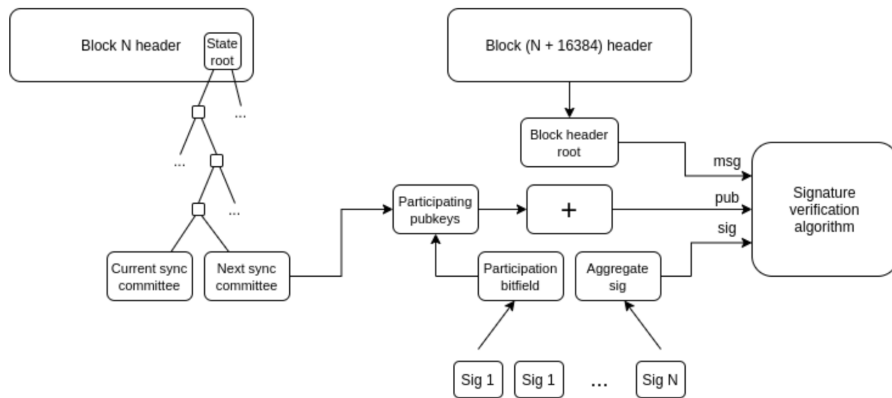 Block N header
State
root
Block (N + 16384) header
...
Block header
root
...
msg
Participating
pubkeys
+
pub
Signature
verification
algorithm
...
sig
Current sync
committee
Next sync
committee
Participation
bitfield
Aggregate
sig
Sig 1
Sig 1
...
Sig N